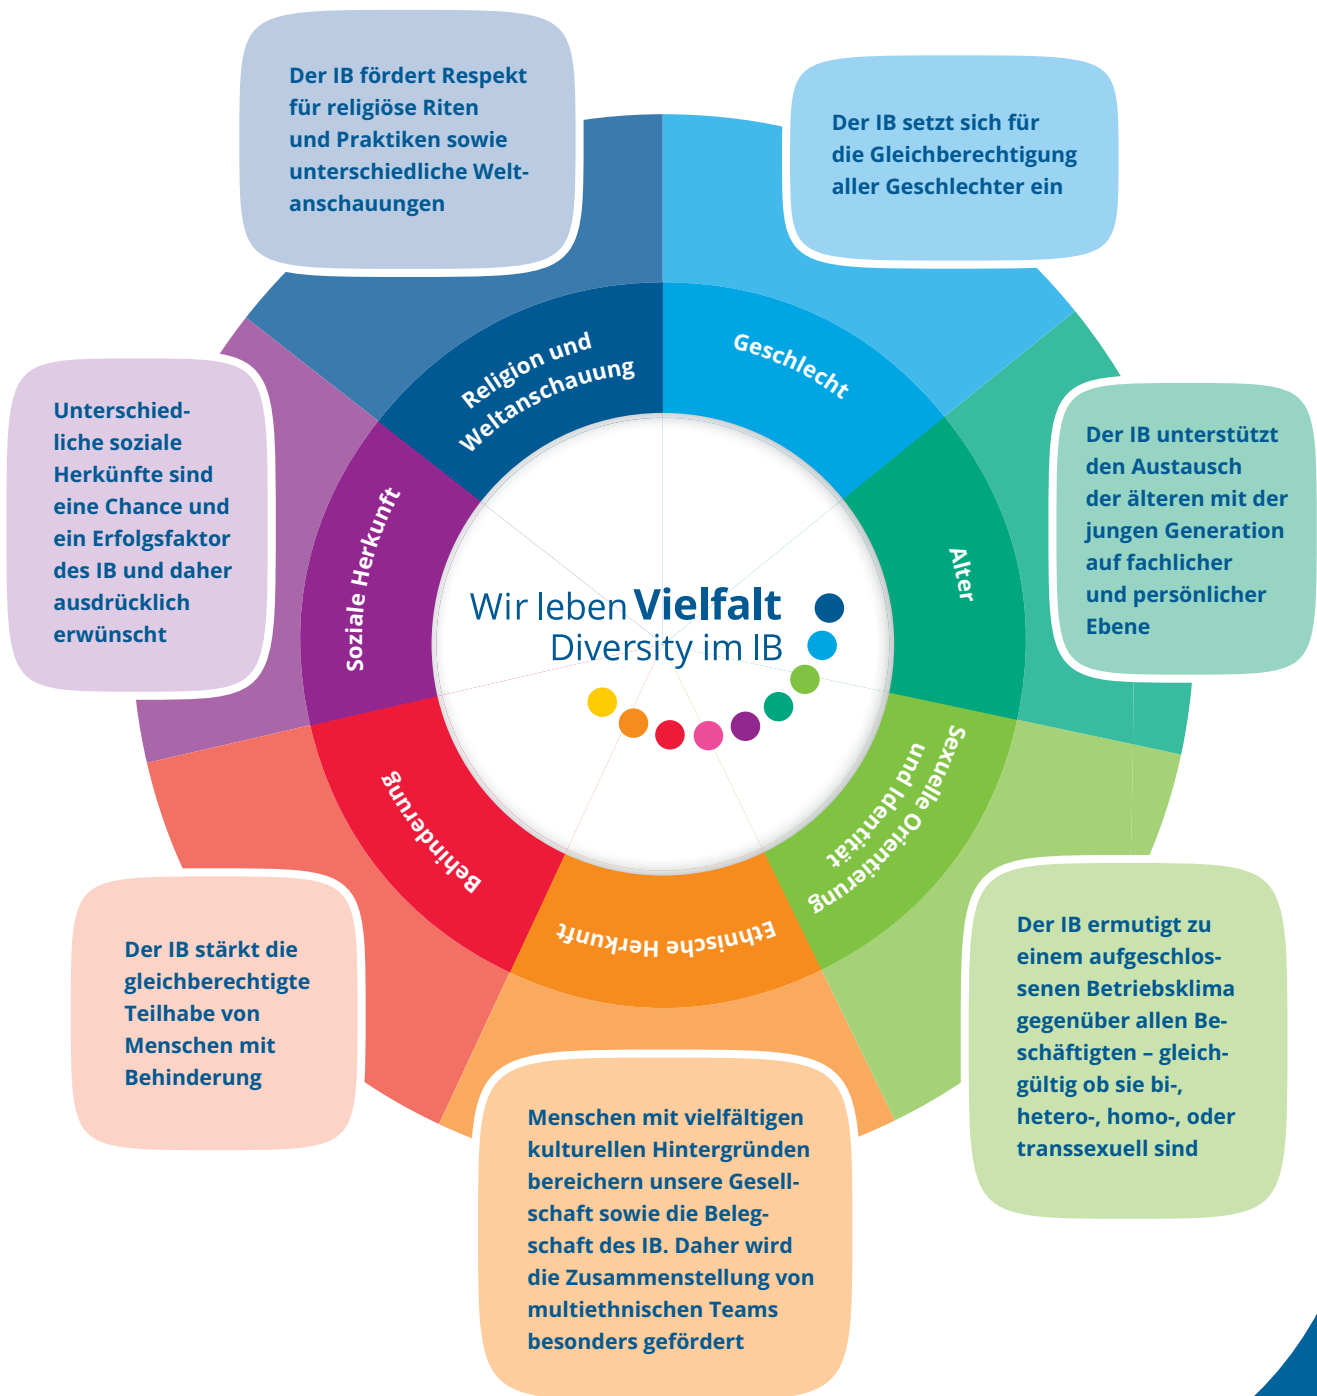 Der IB fördert Respekt
für religiöse Riten
und Praktiken sowie
unterschiedliche Welt-
anschauungen
Der IB setzt sich für
die Gleichberechtigung
aller Geschlechter ein
Religion und
Weltanschauung
Geschlecht
Unterschied-
liche soziale
Herkünfte sind
eine Chance und
ein Erfolgsfaktor
des IB und daher
ausdrücklich
erwünscht
Soziale Herkunft
Alter
Der IB unterstützt
den Austausch
der älteren mit der
jungen Generation
auf fachlicher
und persönlicher
Ebene
Wir leben Vielfalt
Diversity im IB
Behinderung
Ethnische Herkunft
Sexuelle Orientierung
und Identität
Der IB stärkt die
gleichberechtigte
Teilhabe von
Menschen mit
Behinderung
Menschen mit vielfältigen
kulturellen Hintergründen
bereichern unsere Gesell-
schaft sowie die Beleg-
schaft des IB. Daher wird
die Zusammenstellung von
multiethnischen Teams
besonders gefördert
Der IB ermutigt zu
einem aufgeschlos-
senen Betriebsklima
gegenüber allen Be-
schäftigten – gleich-
gültig ob sie bi-,
hetero-, homo-, oder
transsexuell sind